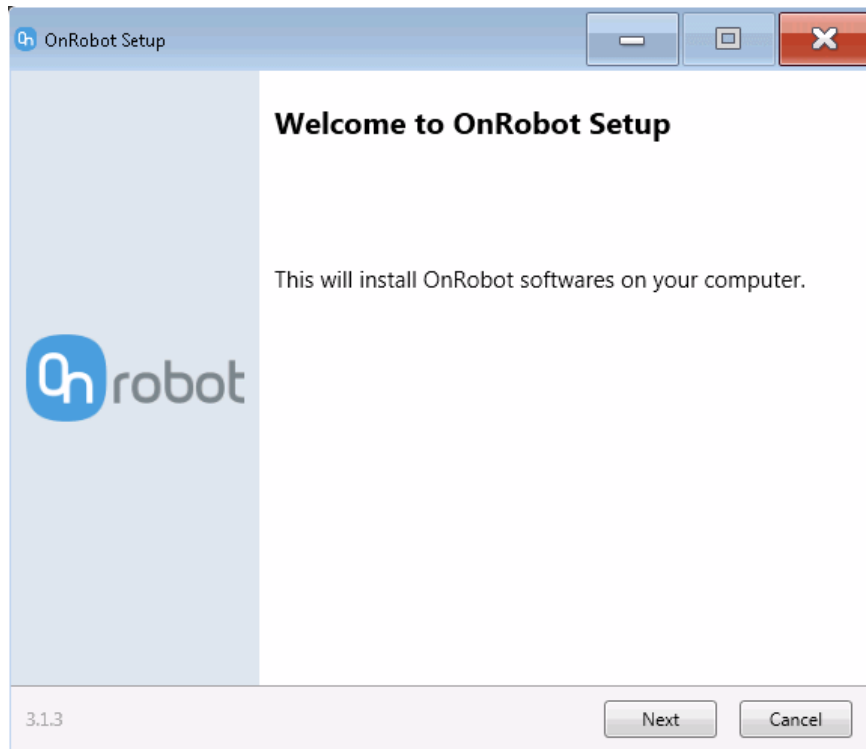 OnRobot Setup
Welcome to OnRobot Setup
This will install OnRobot softwares on your computer.
On robot
3.1.3
Next
Cancel